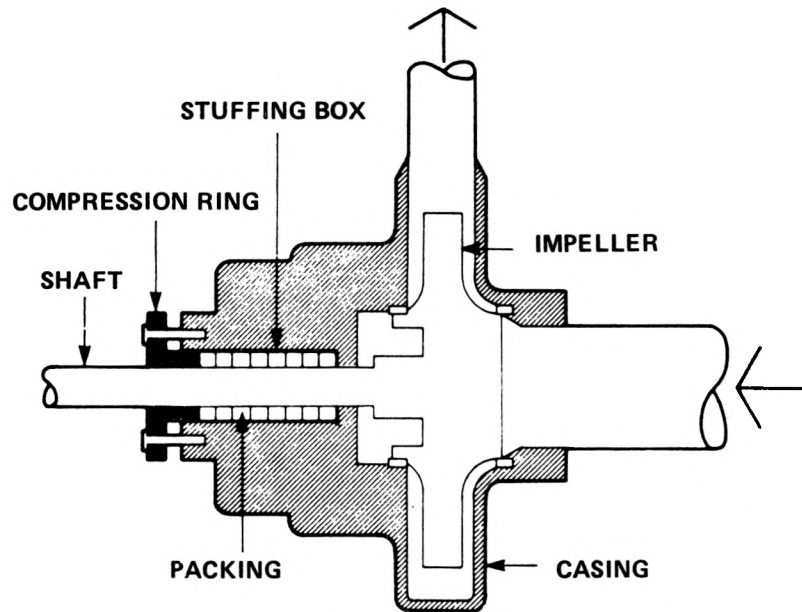 STUFFING BOX
COMPRESSION RING
IMPELLER
SHAFT
PACKING
CASING